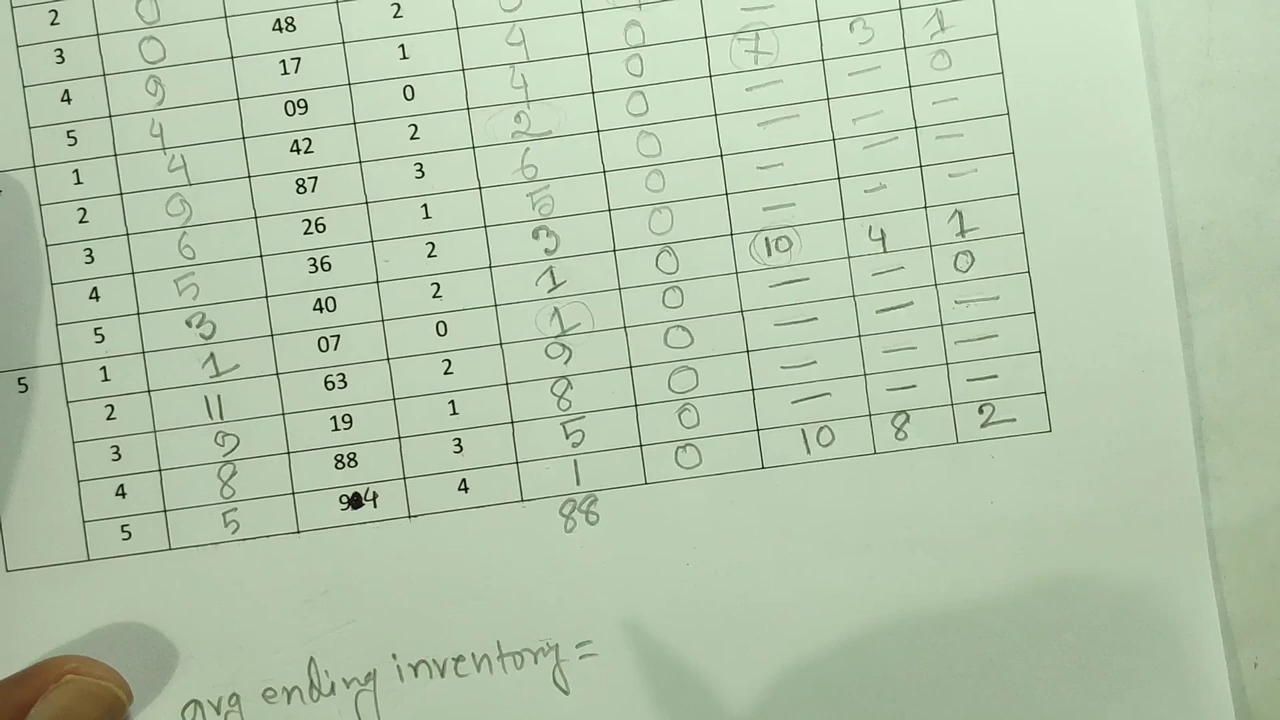 2 0
3 0 48 2
4 9 17 1 4 0 —
5 4 09 0 4 0 7 3 1
1 4 42 2 2 0 — — 0
2 9 87 3 6 0 — — —
3 6 26 1 5 0 — — —
4 5 36 2 3 0 — — —
5 3 40 2 1 0 10 4 1
5 1 1 07 0 1 0 — — 0
2 11 63 2 9 0 — — —
3 9 19 1 8 0 — — —
4 8 88 3 5 0 — — —
5 5 94 4 1 0 10 8 2
88
avg ending inventory =